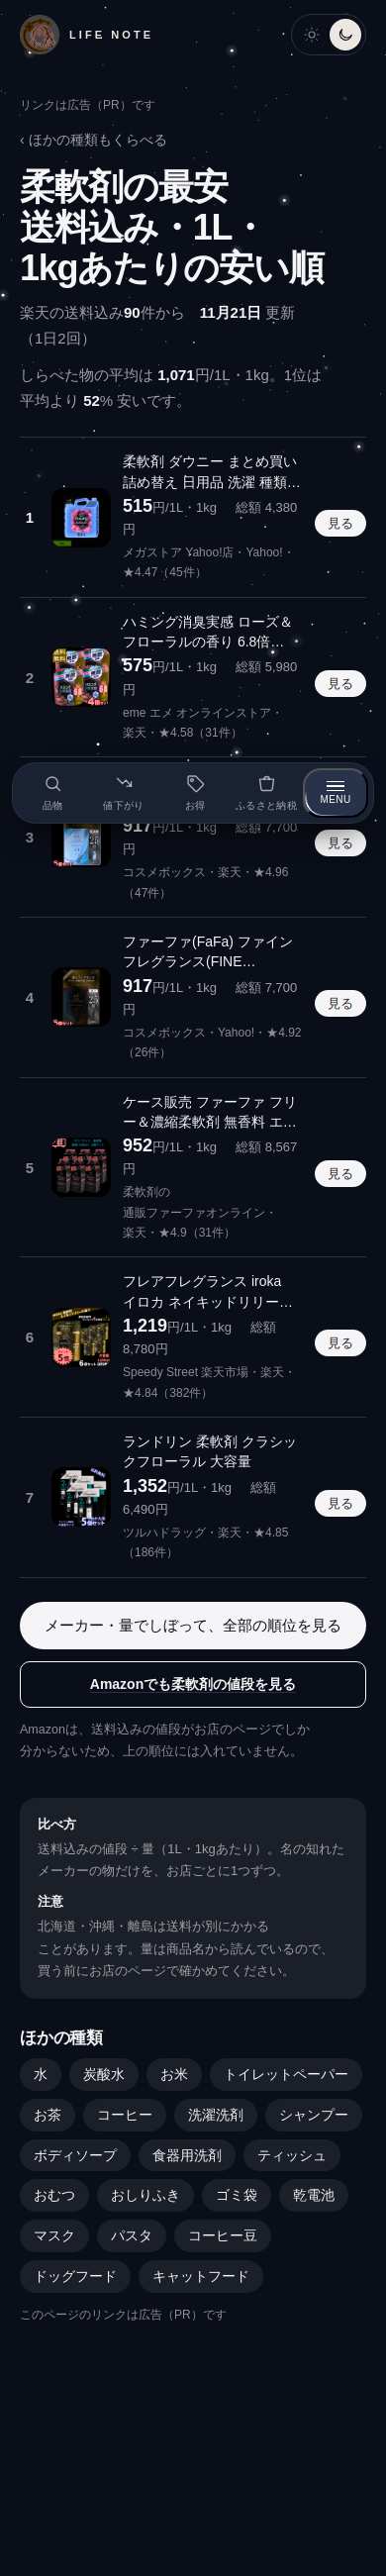 LIFE NOTE
リンクは広告（PR）です
‹ ほかの種類もくらべる
柔軟剤の最安
送料込み・1L・
1kgあたりの安い順
楽天の送料込み90件から　11月21日 更新
（1日2回）
しらべた物の平均は 1,071円/1L・1kg。1位は
平均より 52% 安いです。
1
柔軟剤 ダウニー まとめ買い
詰め替え 日用品 洗濯 種類…
515円/1L・1kg　総額 4,380
円
メガストア Yahoo!店・Yahoo!・
★4.47（45件）
見る
2
ハミング消臭実感 ローズ＆
フローラルの香り 6.8倍…
575円/1L・1kg　総額 5,980
円
eme エメ オンラインストア・
楽天・★4.58（31件）
見る
品物
値下がり
お得
ふるさと納税
MENU
3
917円/1L・1kg　総額 7,700
円
コスメボックス・楽天・★4.96
（47件）
見る
4
ファーファ(FaFa) ファイン
フレグランス(FINE…
917円/1L・1kg　総額 7,700
円
コスメボックス・Yahoo!・★4.92
（26件）
見る
5
ケース販売 ファーファ フリ
ー＆濃縮柔軟剤 無香料 エ…
952円/1L・1kg　総額 8,567
円
柔軟剤の
通販ファーファオンライン・
楽天・★4.9（31件）
見る
6
フレアフレグランス iroka
イロカ ネイキッドリリー…
1,219円/1L・1kg　総額
8,780円
Speedy Street 楽天市場・楽天・
★4.84（382件）
見る
7
ランドリン 柔軟剤 クラシッ
クフローラル 大容量
1,352円/1L・1kg　総額
6,490円
ツルハドラッグ・楽天・★4.85
（186件）
見る
メーカー・量でしぼって、全部の順位を見る
Amazonでも柔軟剤の値段を見る
Amazonは、送料込みの値段がお店のページでしか
分からないため、上の順位には入れていません。
比べ方
送料込みの値段 ÷ 量（1L・1kgあたり）。名の知れた
メーカーの物だけを、お店ごとに1つずつ。
注意
北海道・沖縄・離島は送料が別にかかる
ことがあります。量は商品名から読んでいるので、
買う前にお店のページで確かめてください。
ほかの種類
水
炭酸水
お米
トイレットペーパー
お茶
コーヒー
洗濯洗剤
シャンプー
ボディソープ
食器用洗剤
ティッシュ
おむつ
おしりふき
ゴミ袋
乾電池
マスク
パスタ
コーヒー豆
ドッグフード
キャットフード
このページのリンクは広告（PR）です